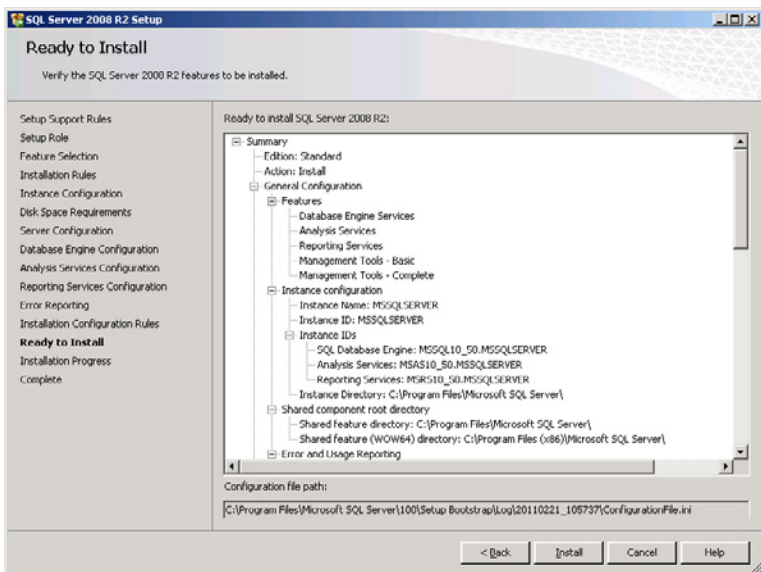 SQL Server 2008 R2 Setup
Ready to Install
Verify the SQL Server 2008 R2 features to be installed.
Setup Support Rules
Setup Role
Feature Selection
Installation Rules
Instance Configuration
Disk Space Requirements
Server Configuration
Database Engine Configuration
Analysis Services Configuration
Reporting Services Configuration
Error Reporting
Installation Configuration Rules
Ready to Install
Installation Progress
Complete
Ready to install SQL Server 2008 R2:
Summary
Edition: Standard
Action: Install
General Configuration
Features
Database Engine Services
Analysis Services
Reporting Services
Management Tools - Basic
Management Tools - Complete
Instance configuration
Instance Name: MSSQLSERVER
Instance ID: MSSQLSERVER
Instance IDs
SQL Database Engine: MSSQL10_50.MSSQLSERVER
Analysis Services: MSAS10_50.MSSQLSERVER
Reporting Services: MSRS10_50.MSSQLSERVER
Instance Directory: C:\Program Files\Microsoft SQL Server\
Shared component root directory
Shared feature directory: C:\Program Files\Microsoft SQL Server\
Shared feature (WOW64) directory: C:\Program Files (x86)\Microsoft SQL Server\
Error and Usage Reporting
Configuration file path:
C:\Program Files\Microsoft SQL Server\100\Setup Bootstrap\Log\20110221_105737\ConfigurationFile.ini
< Back Install Cancel Help